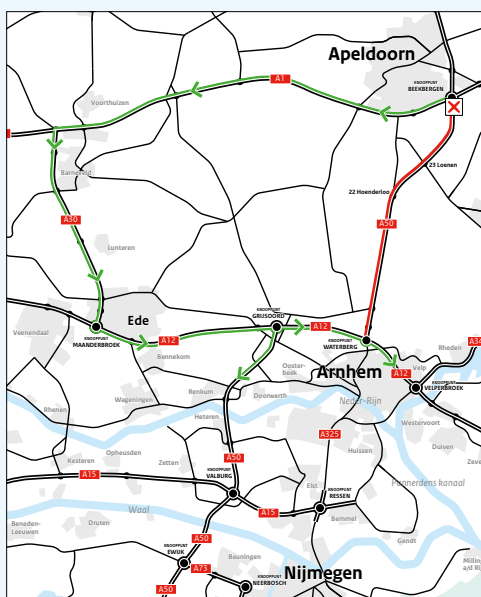 Apeldoorn
KNOOPPUNT
BEEKBERGEN
A1
Voorthuizen
23 Loenen
Barneveld
22 Hoenderloo
A30
A50
Lunteren
KNOOPPUNT
GRIJSOORD
Ede
A12
A12
KNOOPPUNT
MAANDERBROEK
KNOOPPUNT
WATERBERG
Veenendaal
Bennekom
Rheden
Ooster-
beek
Arnhem
Velp
A12
KNOOPPUNT
VELPERBROEK
Renkum
Doorwerth
Wageningen
Neder-Rijn
Rhenen
Heteren
Westervoort
A325
Duiven
Huissen
Opheusden
Kesteren
Zetten
A50
A15
KNOOPPUNT
VALBURG
Elst
Pannerdens kanaal
Waal
A15
KNOOPPUNT
RESSEN
Bemmel
Beneden-
Leeuwen
Druten
A50
Gendt
KNOOPPUNT
EWIJK
Beuningen
A73
KNOOPPUNT
NEERBOSCH
Nijmegen
A50